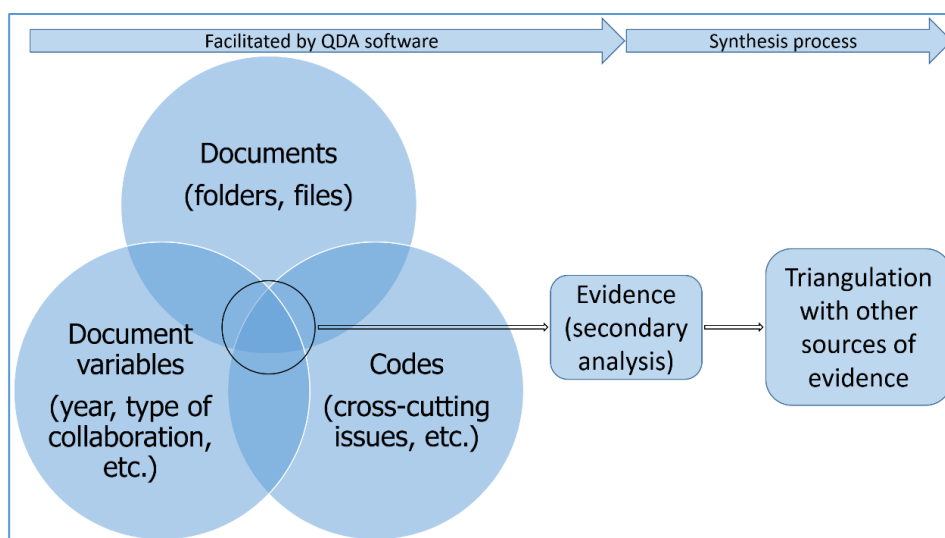 Facilitated by QDA software
Synthesis process
Documents
(folders, files)
Document
variables
(year, type of
collaboration,
etc.)
Codes
(cross-cutting
issues, etc.)
Evidence
(secondary
analysis)
Triangulation
with other
sources of
evidence